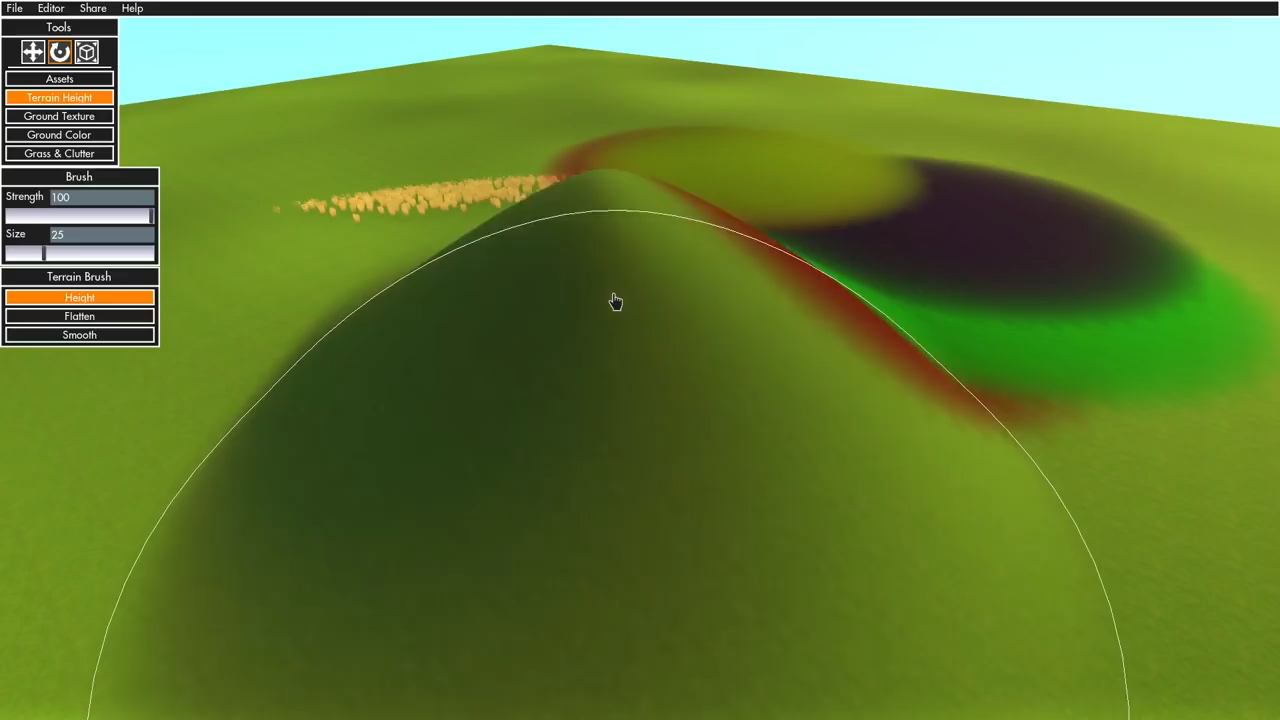 File Editor Share Help
Tools
Assets
Terrain Height
Ground Texture
Ground Color
Grass & Clutter
Brush
Strength 100
Size 25
Terrain Brush
Height
Flatten
Smooth